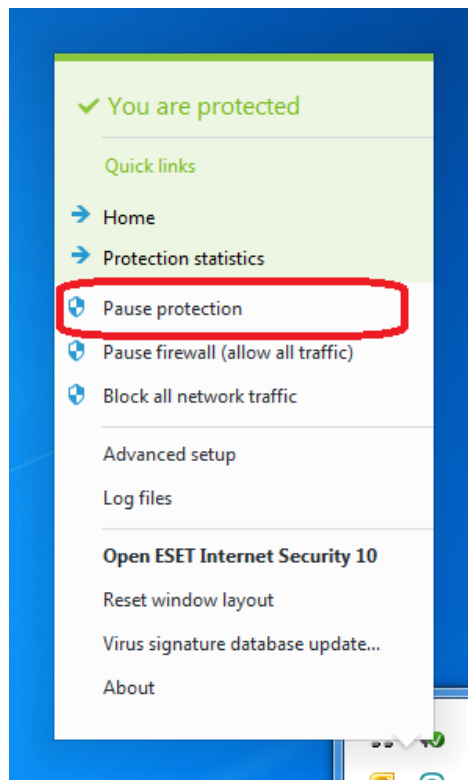 You are protected
Quick links
Home
Protection statistics
Pause protection
Pause firewall (allow all traffic)
Block all network traffic
Advanced setup
Log files
Open ESET Internet Security 10
Reset window layout
Virus signature database update...
About